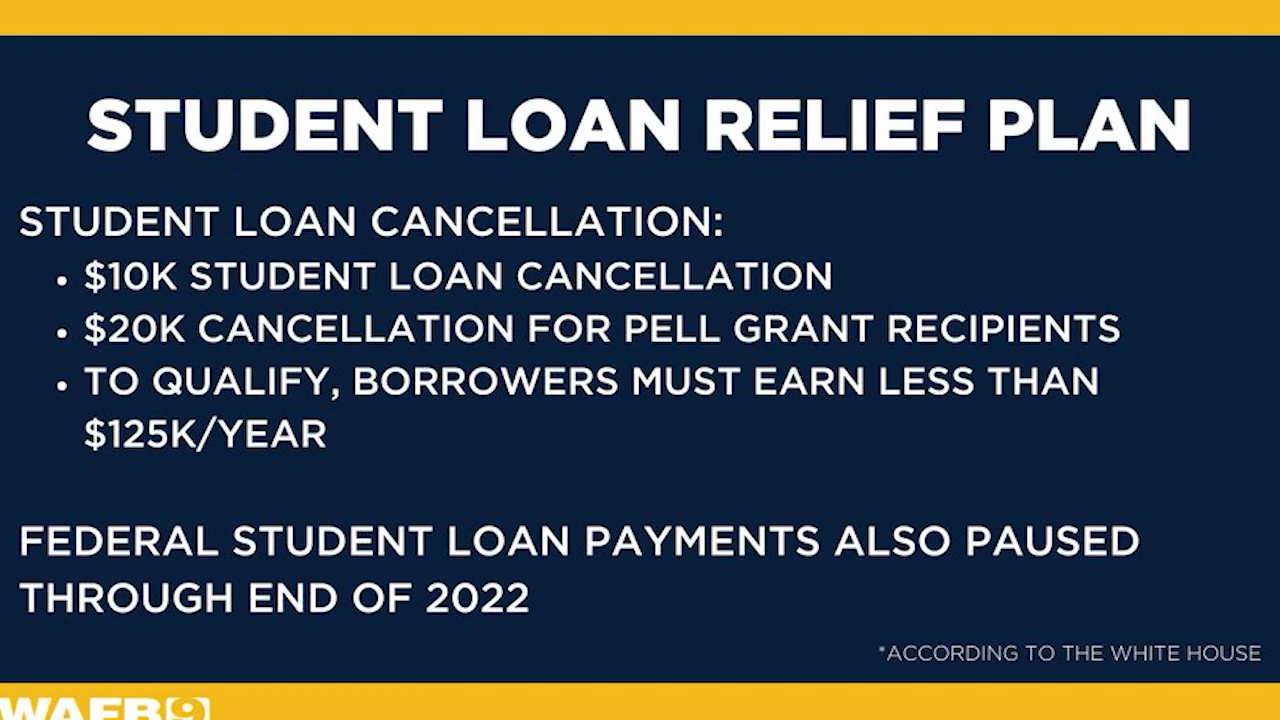 STUDENT LOAN RELIEF PLAN
STUDENT LOAN CANCELLATION:
• $10K STUDENT LOAN CANCELLATION
• $20K CANCELLATION FOR PELL GRANT RECIPIENTS
• TO QUALIFY, BORROWERS MUST EARN LESS THAN
$125K/YEAR
FEDERAL STUDENT LOAN PAYMENTS ALSO PAUSED
THROUGH END OF 2022
*ACCORDING TO THE WHITE HOUSE
WAFB 9